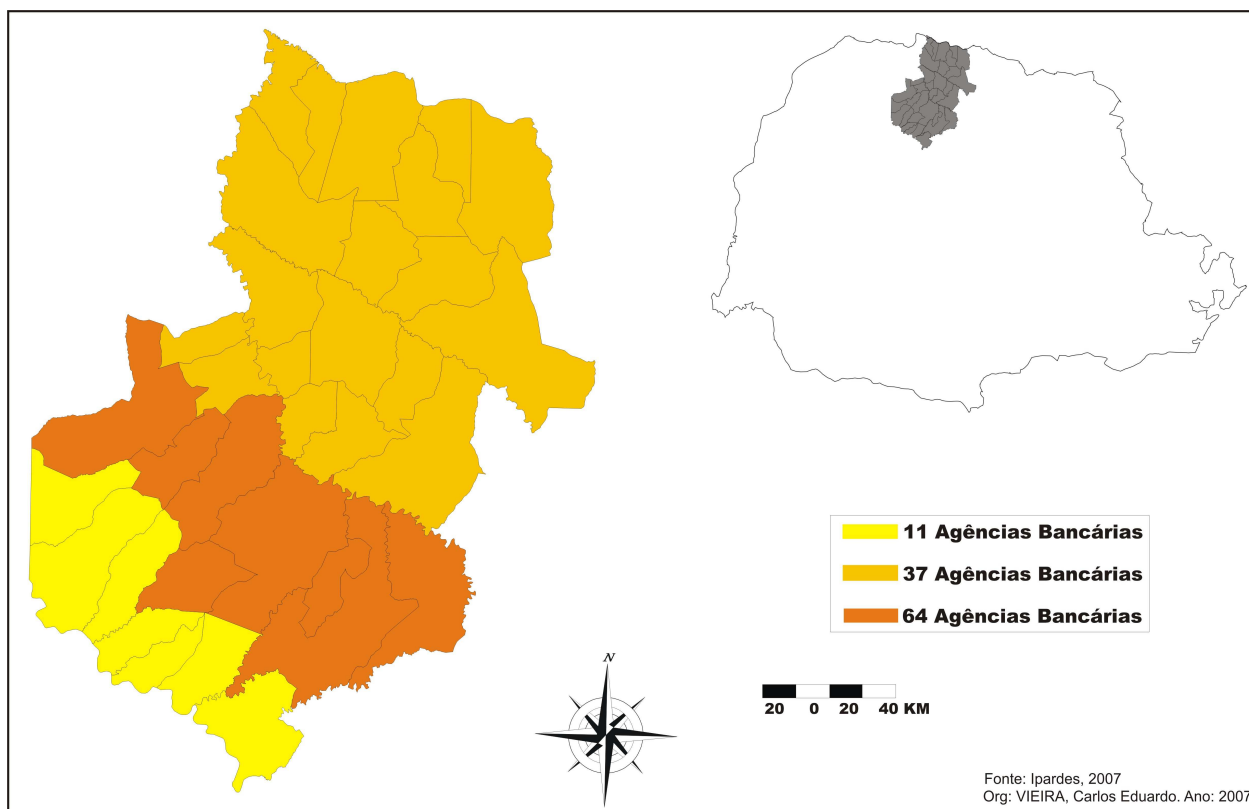 11 Agências Bancárias
37 Agências Bancárias
64 Agências Bancárias
N
20 0 20 40 KM
Fonte: Ipardes, 2007
Org: VIEIRA, Carlos Eduardo. Ano: 2007